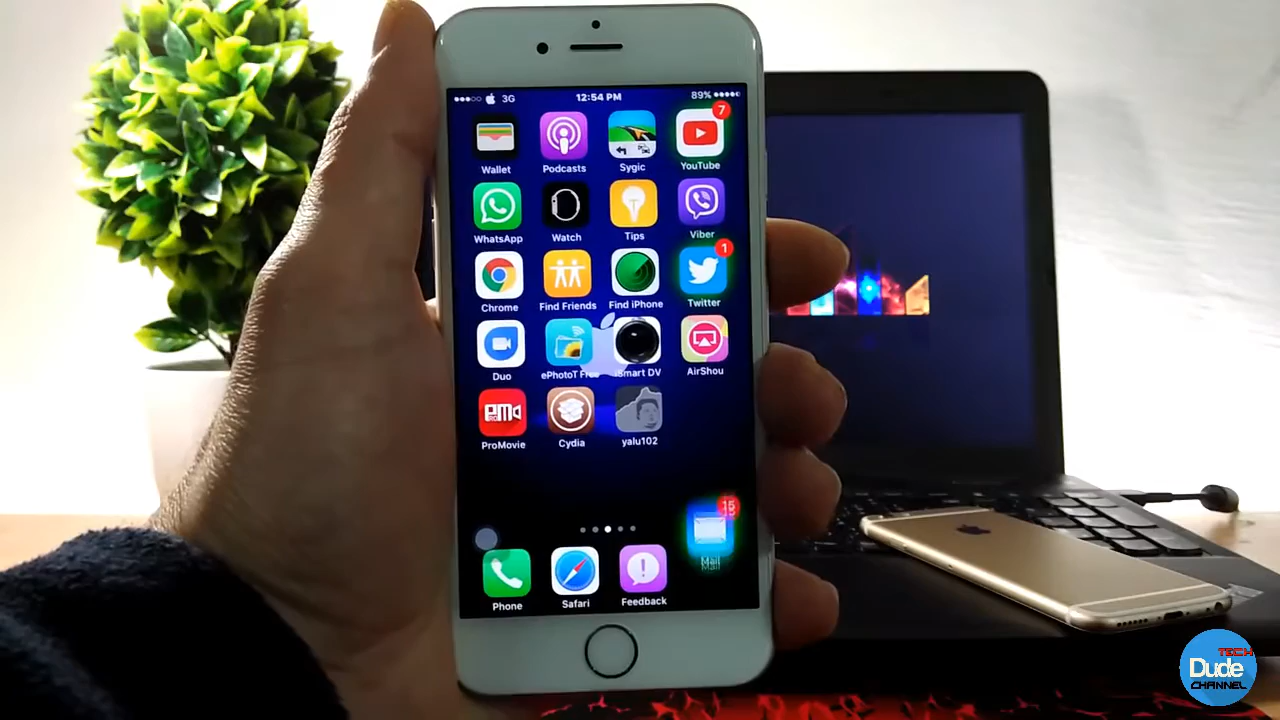 3G 12:54 PM 89%
7
Wallet Podcasts Sygic YouTube
WhatsApp Watch Tips Viber
1
Chrome Find Friends Find iPhone Twitter
Duo ePhotoT Free iSmart DV AirShou
PM
ProMovie Cydia yalu102
15
Mail
Phone Safari Feedback
TECH
Dude
CHANNEL